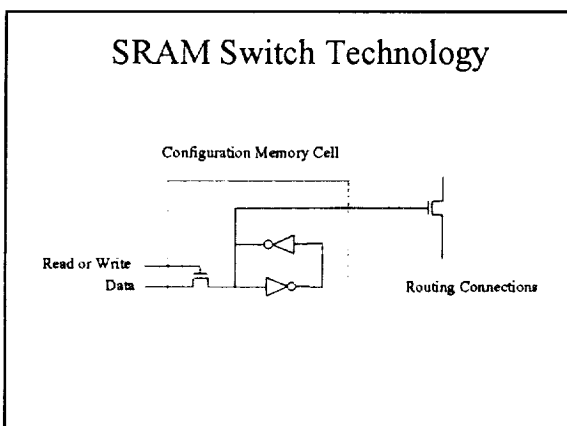 SRAM Switch Technology
Configuration Memory Cell
Read or Write
Data
Routing Connections